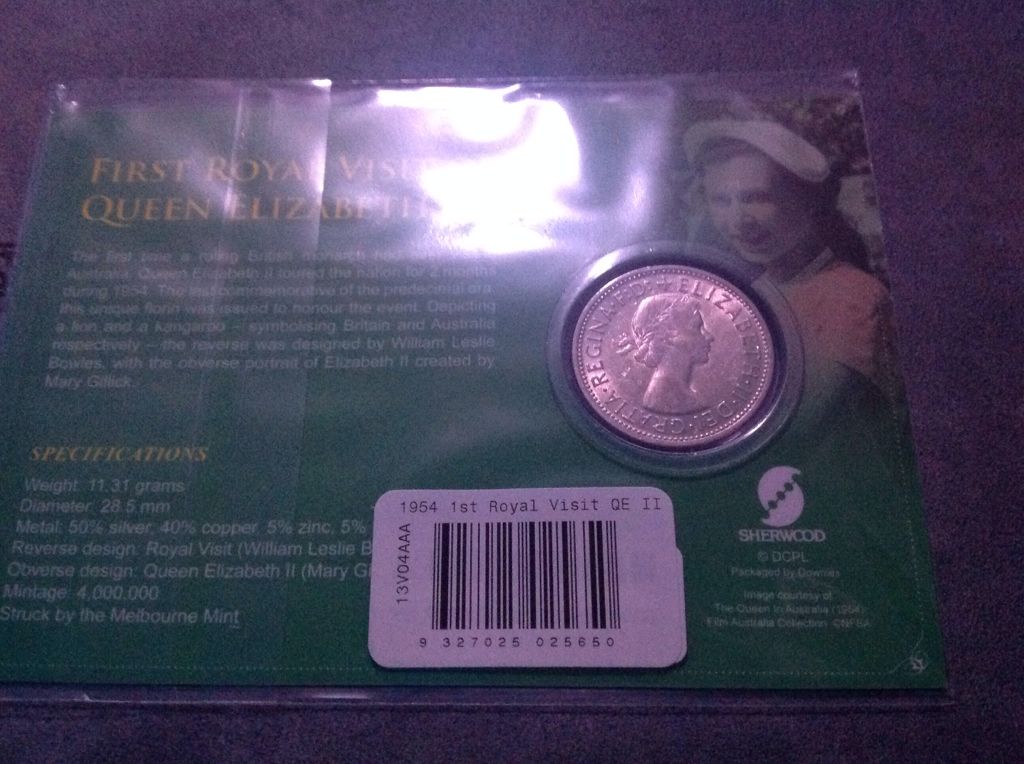 FIRST ROYAL VISI
QUEEN ELIZABETH
The first time a ruling British monarch
Australia, Queen Elizabeth II toured the nation for 2 months
during 1954. The commemorative of the predecimal era
this unique florin was issued to honour the event. Depicting
a lion and a kangaroo – symbolising Britain and Australia
respectively – the reverse was designed by William Leslie
Bowles, with the obverse portrait of Elizabeth II created by
Mary Gillick.
SPECIFICATIONS
Weight: 11.31 grams
Diameter: 28.5 mm
Metal: 50% silver, 40% copper, 5% zinc, 5%
Reverse design: Royal Visit (William Leslie B
Obverse design: Queen Elizabeth II (Mary Gi
Mintage: 4,000,000
Struck by the Melbourne Mint
+ELIZABETH·II·DEI·GRATIA·REGINA·F:D:
1954 1st Royal Visit QE II
13V04AAA
9 327025 025650
SHERWOOD
© DCPL
Packaged by Downies
Image courtesy of
The Queen In Australia (1954)
Film Australia Collection ©NFSA